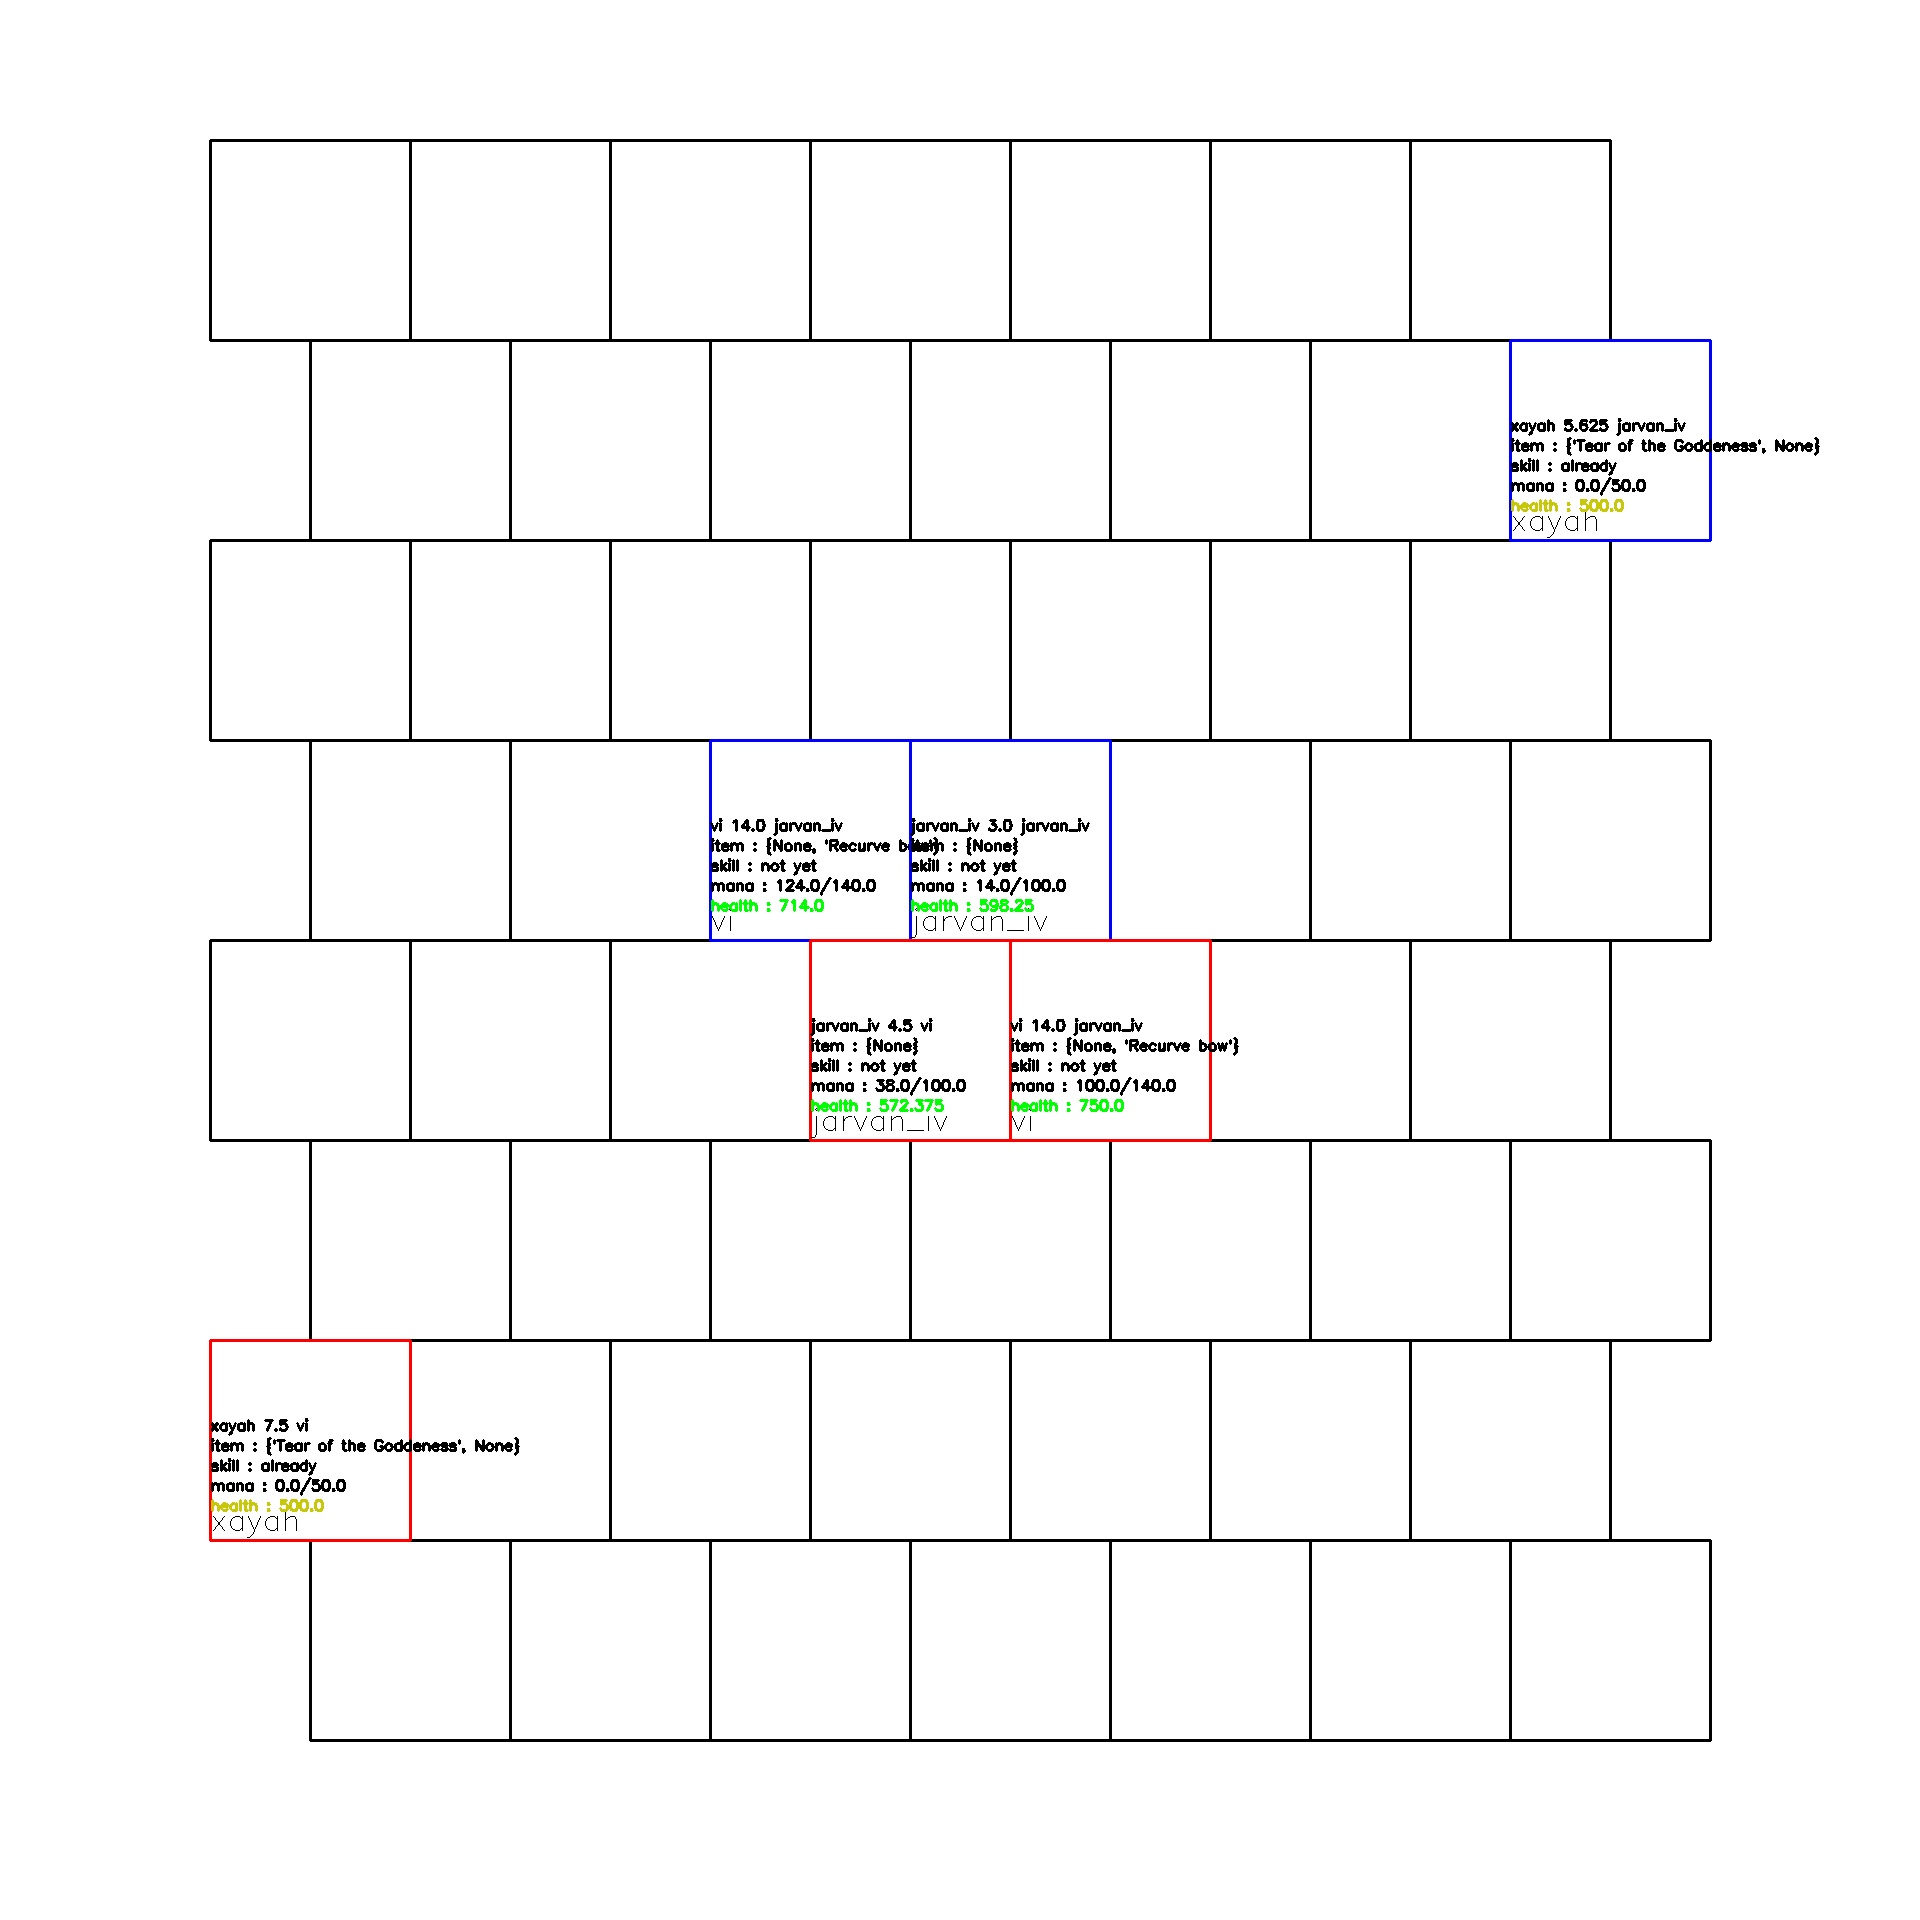 xayah 5.625 jarvan_iv
item : {'Tear of the Goddeness', None}
skill : already
mana : 0.0/50.0
health : 500.0
xayah
vi 14.0 jarvan_iv
item : {None, 'Recurve bow'}
skill : not yet
mana : 124.0/140.0
health : 714.0
vi
jarvan_iv 3.0 jarvan_iv
item : {None}
skill : not yet
mana : 14.0/100.0
health : 598.25
jarvan_iv
jarvan_iv 4.5 vi
item : {None}
skill : not yet
mana : 38.0/100.0
health : 572.375
jarvan_iv
vi 14.0 jarvan_iv
item : {None, 'Recurve bow'}
skill : not yet
mana : 100.0/140.0
health : 750.0
vi
xayah 7.5 vi
item : {'Tear of the Goddeness', None}
skill : already
mana : 0.0/50.0
health : 500.0
xayah